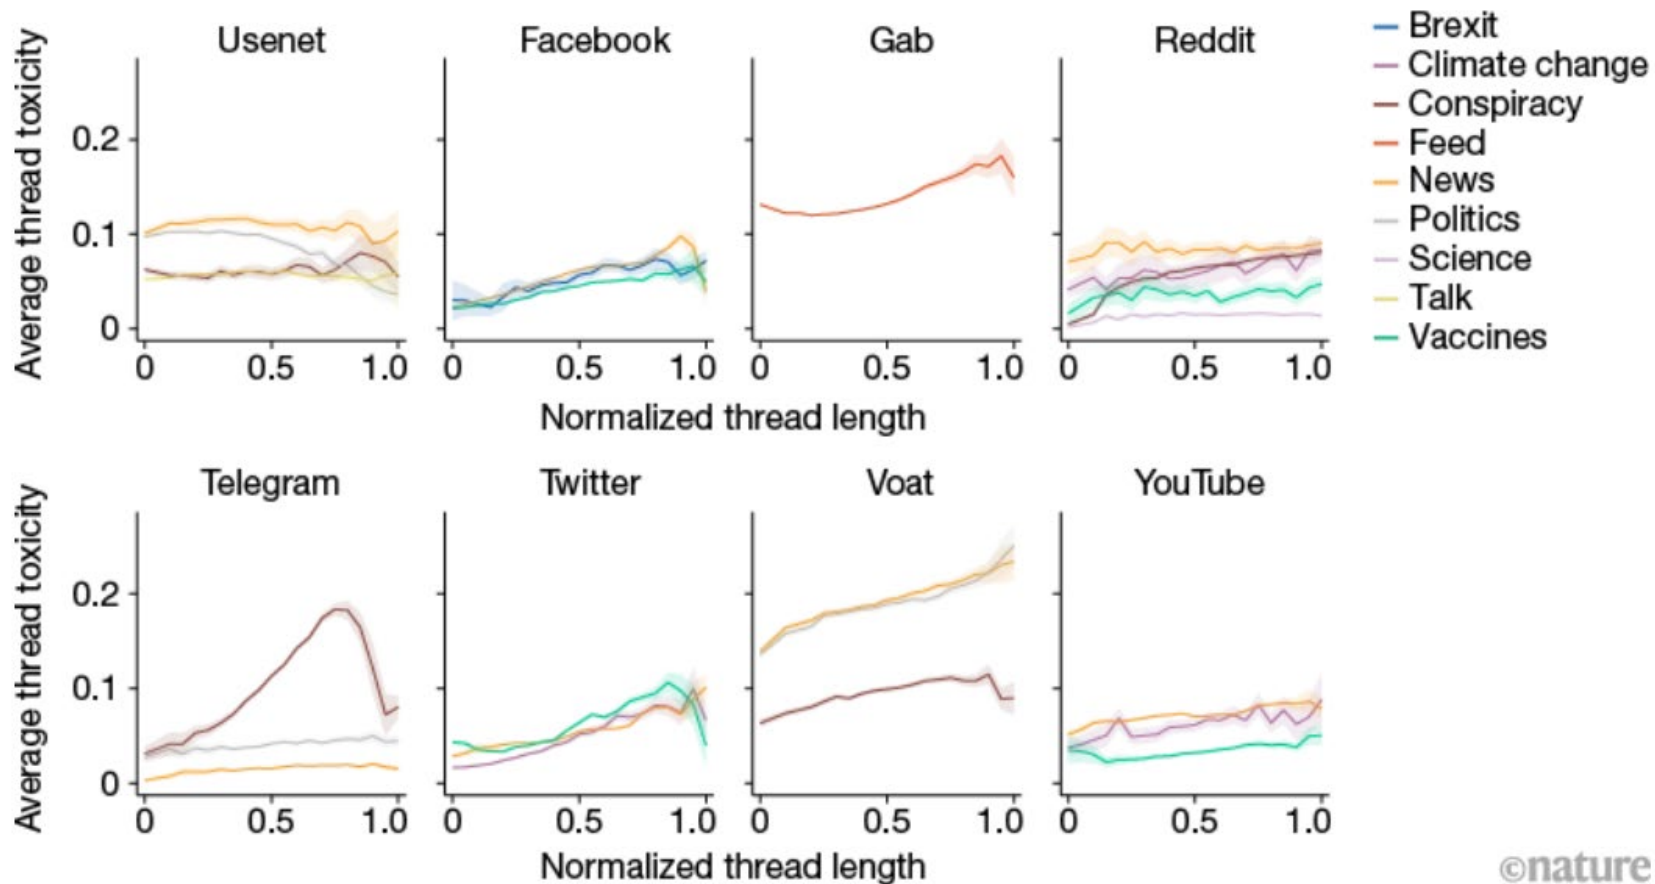 Usenet
Facebook
Gab
Reddit
Average thread toxicity
0.2
0.1
0
0 0.5 1.0
0 0.5 1.0
0 0.5 1.0
0 0.5 1.0
Normalized thread length
Brexit
Climate change
Conspiracy
Feed
News
Politics
Science
Talk
Vaccines
Telegram
Twitter
Voat
YouTube
Average thread toxicity
0.2
0.1
0
0 0.5 1.0
0 0.5 1.0
0 0.5 1.0
0 0.5 1.0
Normalized thread length
©nature